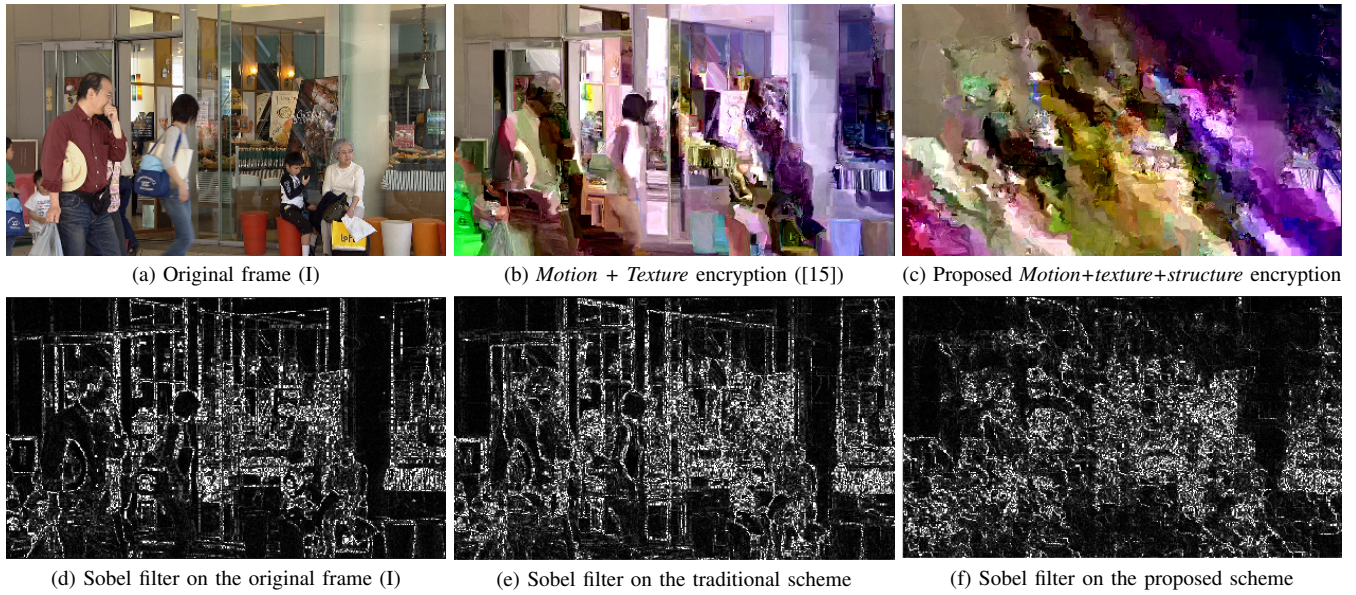 (a) Original frame (I)
(b) Motion + Texture encryption ([15])
(c) Proposed Motion+texture+structure encryption
(d) Sobel filter on the original frame (I)
(e) Sobel filter on the traditional scheme
(f) Sobel filter on the proposed scheme